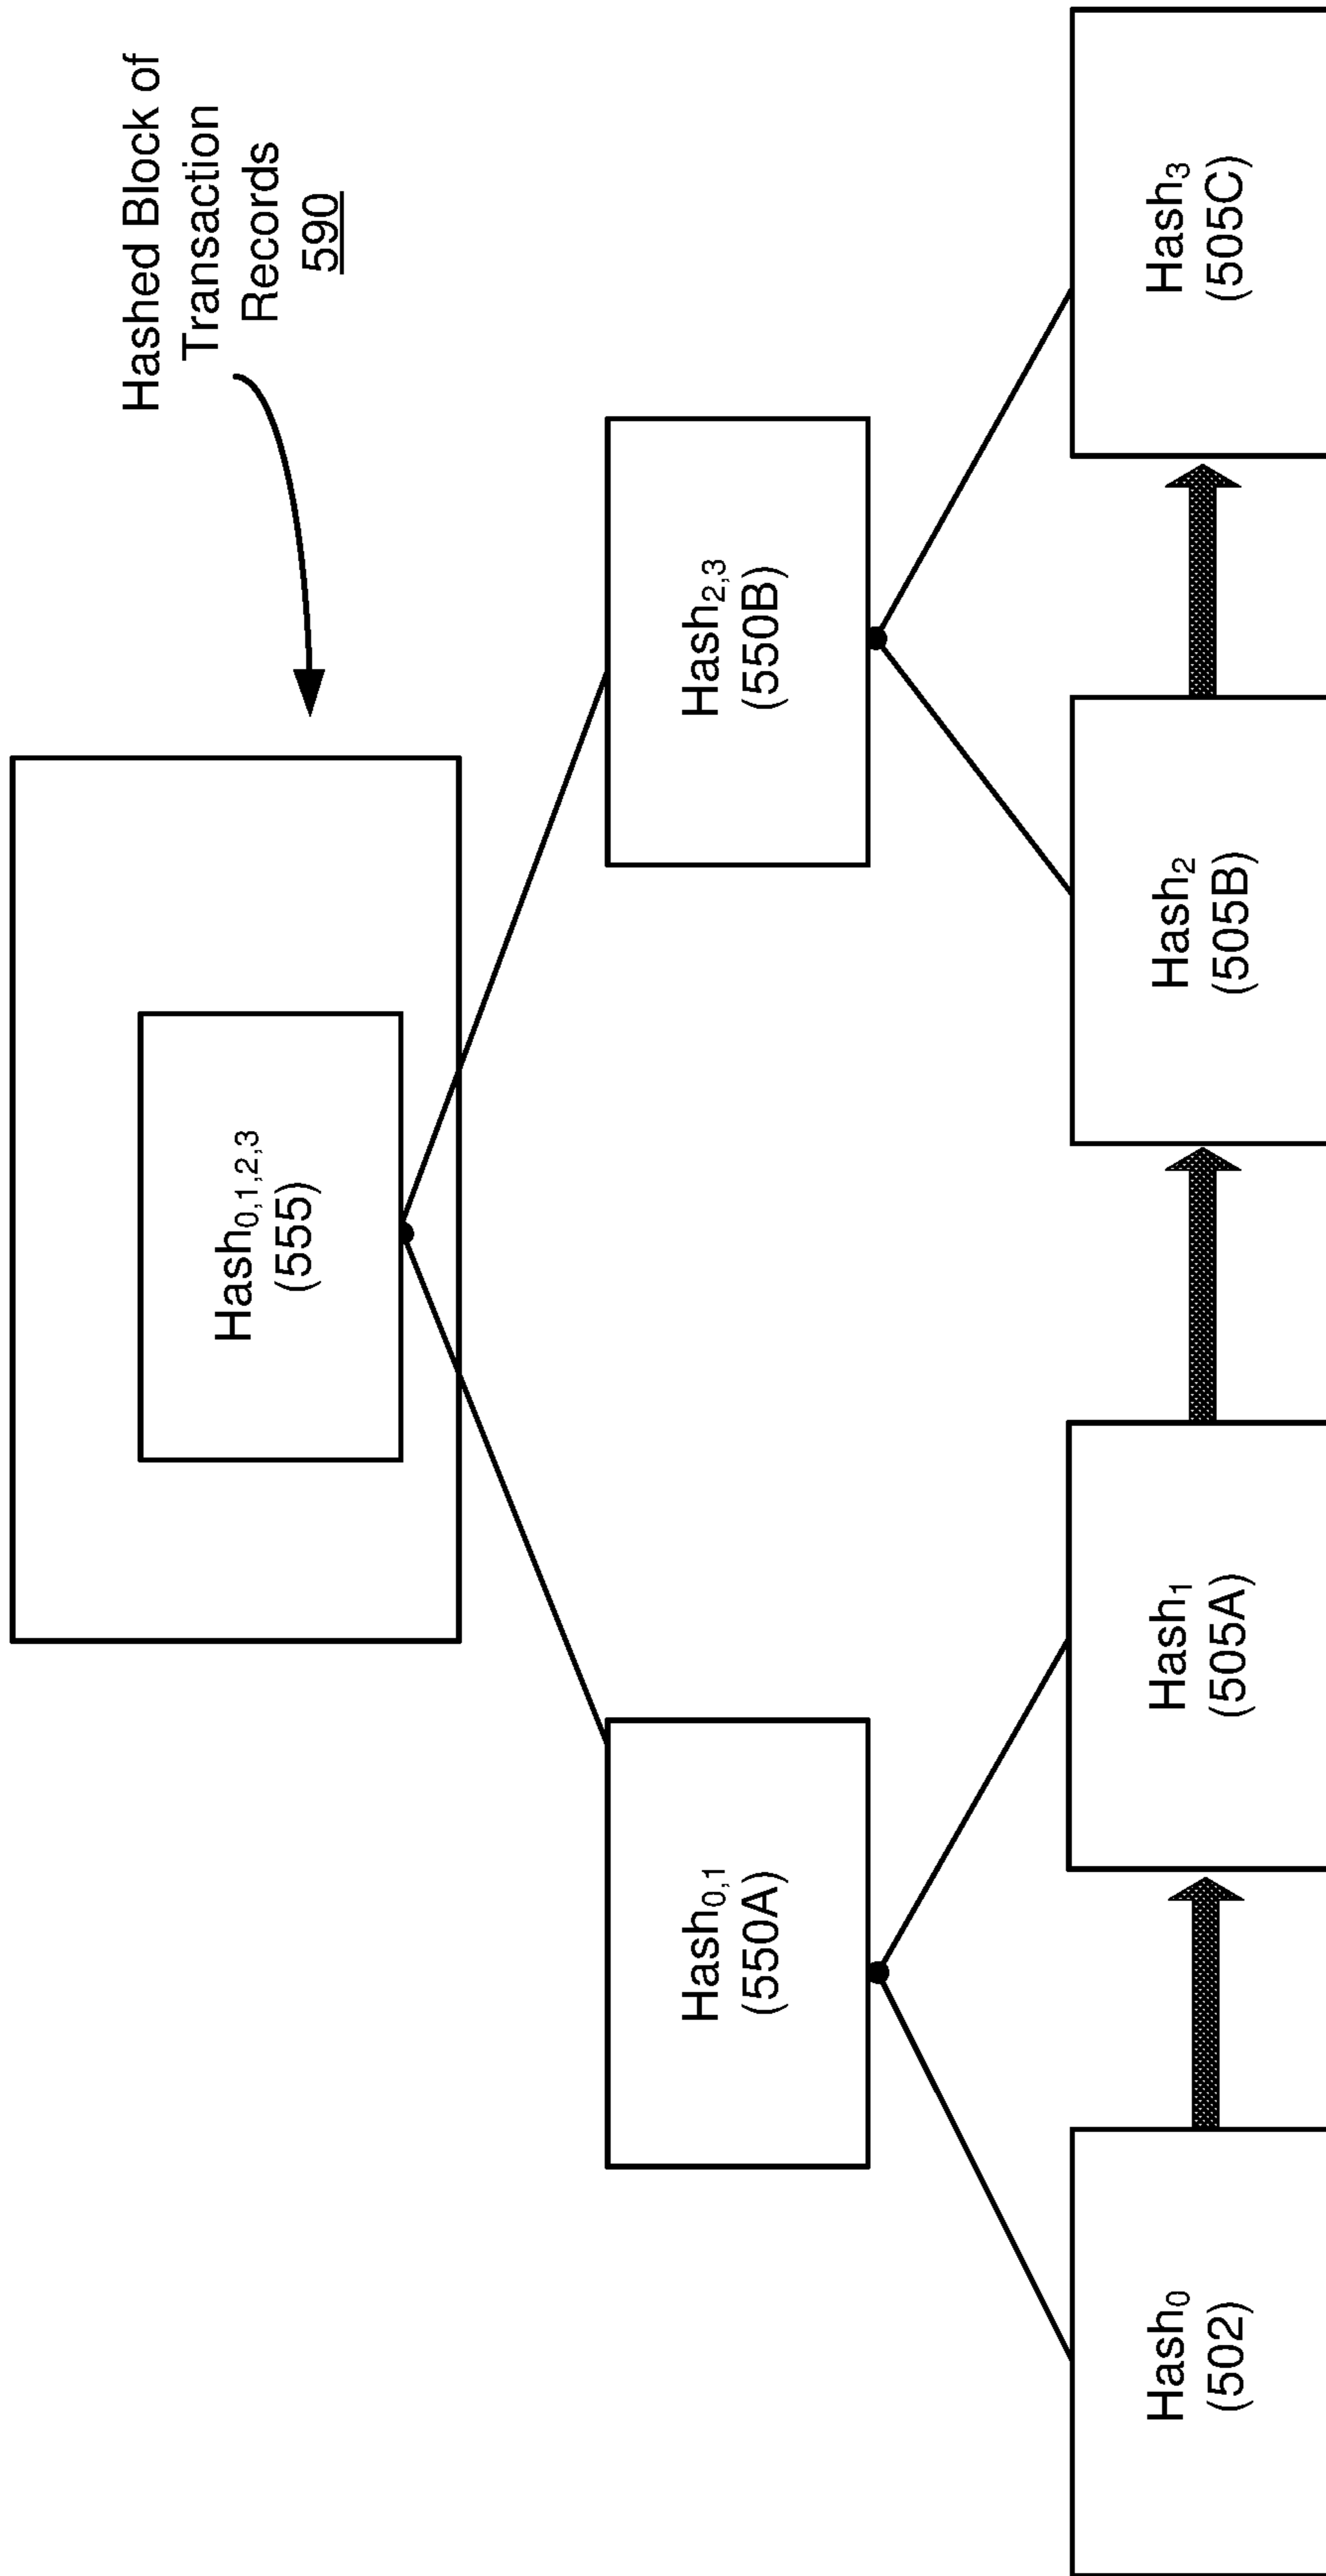 Hashed Block of
Transaction
Records
590
Hash0,1,2,3
(555)
Hash0,1
(550A)
Hash2,3
(550B)
Hash0
(502)
Hash1
(505A)
Hash2
(505B)
Hash3
(505C)